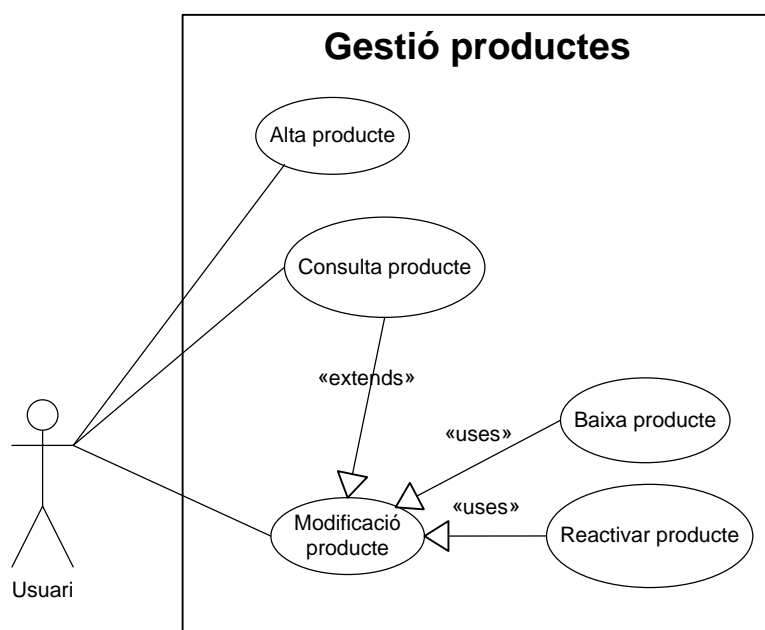 Gestió productes
Alta producte
Consulta producte
«extends»
Baixa producte
«uses»
«uses»
Modificació
producte
Reactivar producte
Usuari